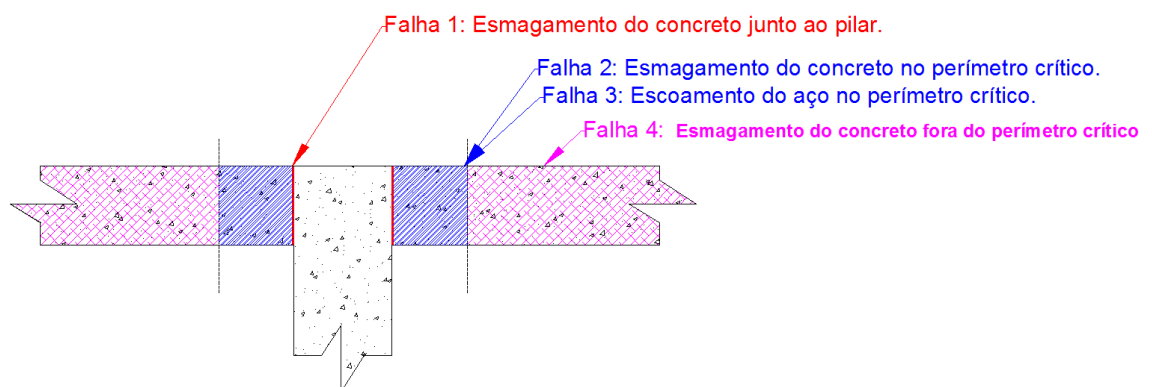 Falha 1: Esmagamento do concreto junto ao pilar.
Falha 2: Esmagamento do concreto no perímetro crítico.
Falha 3: Escoamento do aço no perímetro crítico.
Falha 4: Esmagamento do concreto fora do perímetro crítico